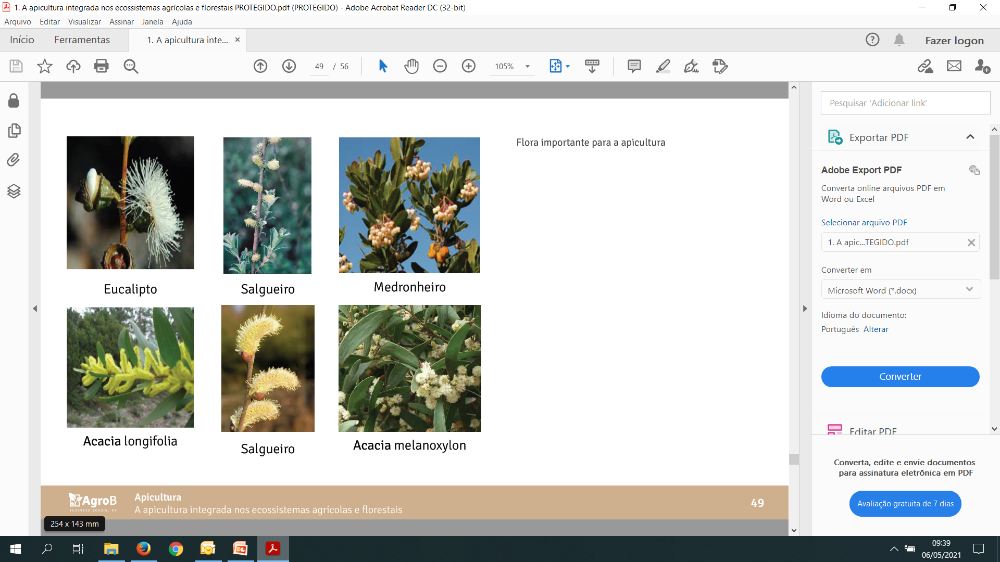 1. A apicultura integrada nos ecossistemas agrícolas e florestais PROTEGIDO.pdf (PROTEGIDO) - Adobe Acrobat Reader DC (32-bit)
Arquivo Editar Visualizar Assinar Janela Ajuda
Início Ferramentas 1. A apicultura inte... Fazer logon
49 / 56 105%
Flora importante para a apicultura
Eucalipto Salgueiro Medronheiro
Acacia longifolia Salgueiro Acacia melanoxylon
AgroB
BUSINESS SCHOOL EV
Apicultura
A apicultura integrada nos ecossistemas agrícolas e florestais
49
254 x 143 mm
Pesquisar 'Adicionar link'
Exportar PDF
Adobe Export PDF
Converta online arquivos PDF em
Word ou Excel
Selecionar arquivo PDF
1. A apic...TEGIDO.pdf
Converter em
Microsoft Word (*.docx)
Idioma do documento:
Português Alterar
Converter
Editar PDF
Converta, edite e envie documentos
para assinatura eletrônica em PDF
Avaliação gratuita de 7 dias
09:39
06/05/2021